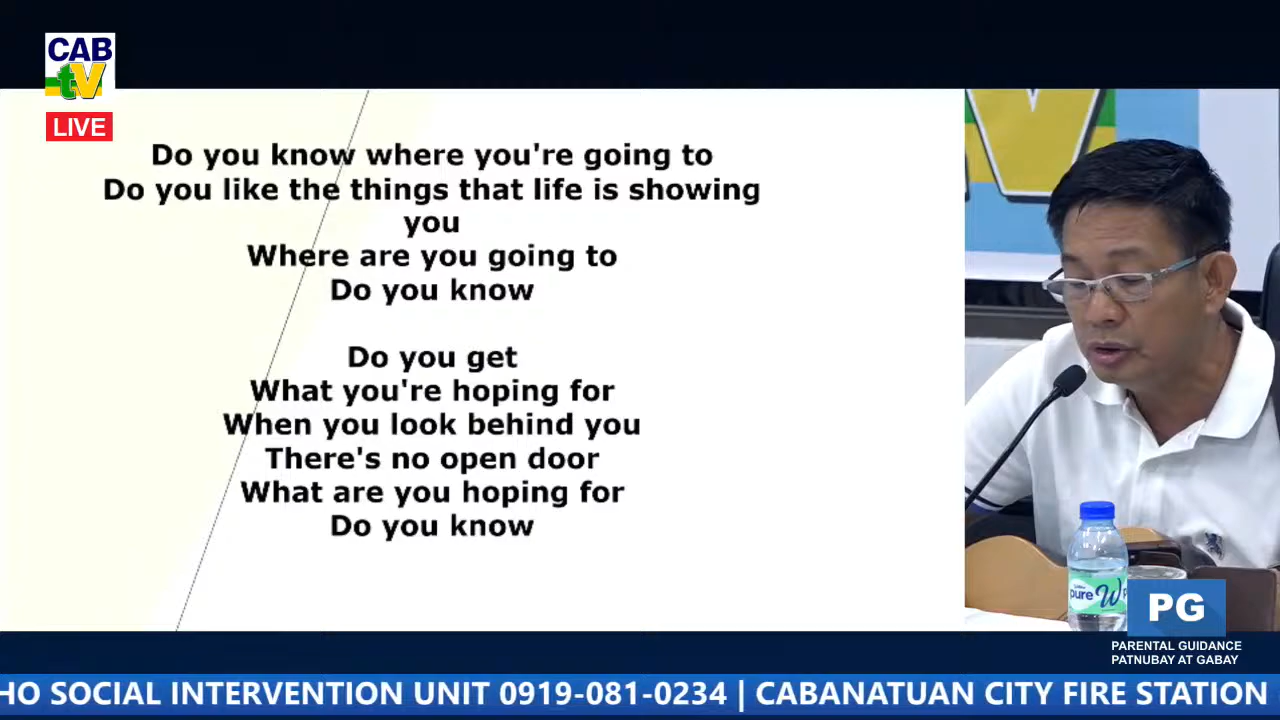 CAB
tV
LIVE
Do you know where you're going to
Do you like the things that life is showing
you
Where are you going to
Do you know
Do you get
What you're hoping for
When you look behind you
There's no open door
What are you hoping for
Do you know
V
pure W
PG
PARENTAL GUIDANCE
PATNUBAY AT GABAY
HO SOCIAL INTERVENTION UNIT 0919-081-0234 | CABANATUAN CITY FIRE STATION